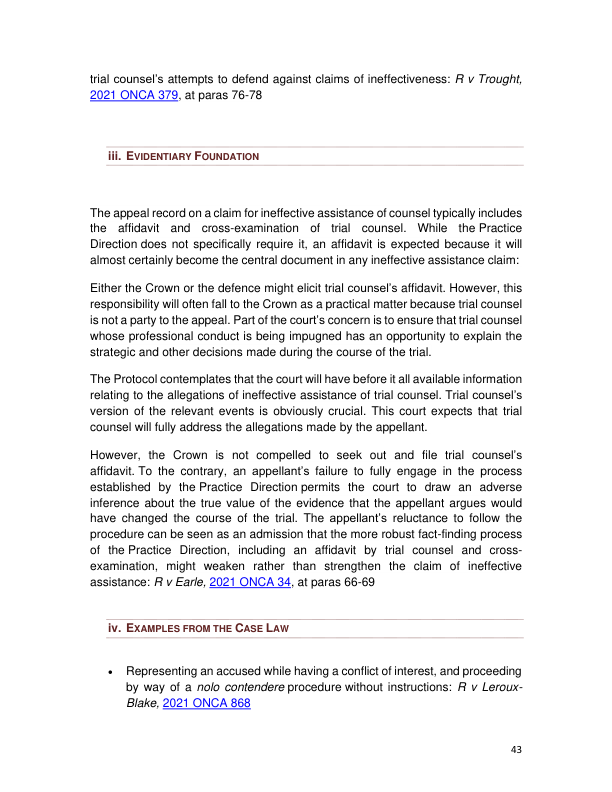 trial counsel’s attempts to defend against claims of ineffectiveness: R v Trought,
2021 ONCA 379, at paras 76-78
iii. EVIDENTIARY FOUNDATION
The appeal record on a claim for ineffective assistance of counsel typically includes
the affidavit and cross-examination of trial counsel. While the Practice
Direction does not specifically require it, an affidavit is expected because it will
almost certainly become the central document in any ineffective assistance claim:
Either the Crown or the defence might elicit trial counsel’s affidavit. However, this
responsibility will often fall to the Crown as a practical matter because trial counsel
is not a party to the appeal. Part of the court’s concern is to ensure that trial counsel
whose professional conduct is being impugned has an opportunity to explain the
strategic and other decisions made during the course of the trial.
The Protocol contemplates that the court will have before it all available information
relating to the allegations of ineffective assistance of trial counsel. Trial counsel’s
version of the relevant events is obviously crucial. This court expects that trial
counsel will fully address the allegations made by the appellant.
However, the Crown is not compelled to seek out and file trial counsel’s
affidavit. To the contrary, an appellant’s failure to fully engage in the process
established by the Practice Direction permits the court to draw an adverse
inference about the true value of the evidence that the appellant argues would
have changed the course of the trial. The appellant’s reluctance to follow the
procedure can be seen as an admission that the more robust fact-finding process
of the Practice Direction, including an affidavit by trial counsel and cross-
examination, might weaken rather than strengthen the claim of ineffective
assistance: R v Earle, 2021 ONCA 34, at paras 66-69
iv. EXAMPLES FROM THE CASE LAW
• Representing an accused while having a conflict of interest, and proceeding
by way of a nolo contendere procedure without instructions: R v Leroux-
Blake, 2021 ONCA 868
43